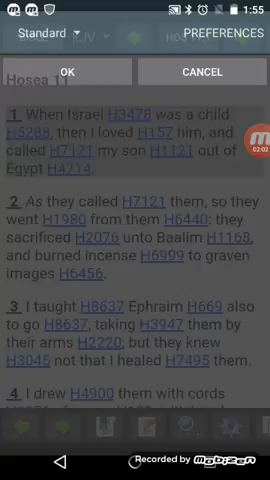 1:55
Standard
PREFERENCES
KJV
OK
CANCEL
Hosea 11
1 When Israel H3478 was a child
H5288, then I loved H157 him, and
called H7121 my son H1121 out of
Egypt H4714.
02:02
2 As they called H7121 them, so they
went H1980 from them H6440: they
sacrificed H2076 unto Baalim H1168,
and burned incense H6999 to graven
images H6456.
3 I taught H8637 Ephraim H669 also
to go H8637, taking H3947 them by
their arms H2220; but they knew
H3045 not that I healed H7495 them.
4 I drew H4900 them with cords
Recorded by mobizen